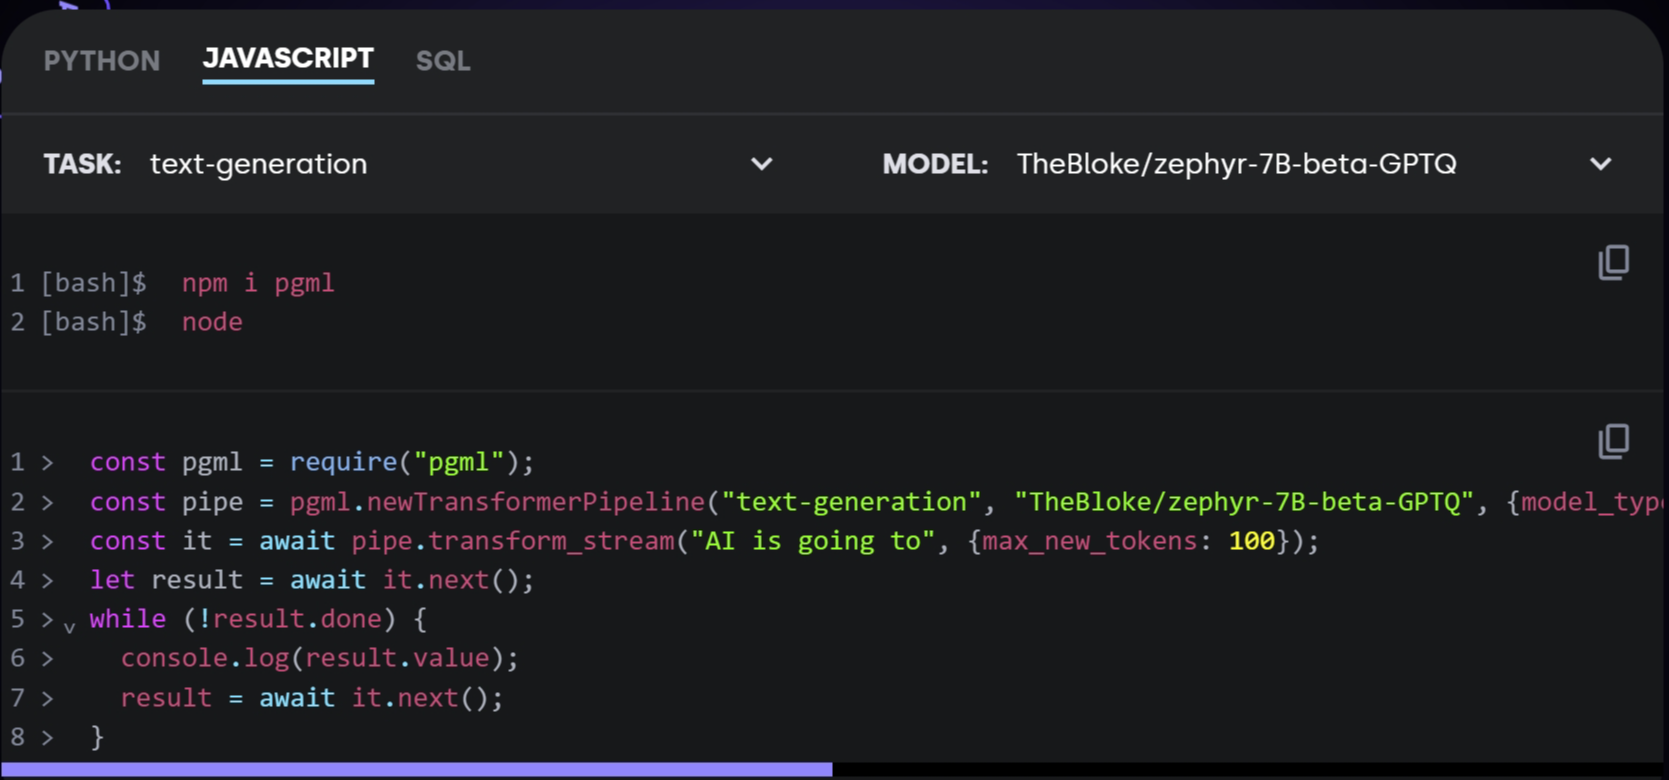 PYTHON JAVASCRIPT SQL
TASK: text-generation MODEL: TheBloke/zephyr-7B-beta-GPTQ
1 [bash]$ npm i pgml
2 [bash]$ node
1 > const pgml = require("pgml");
2 > const pipe = pgml.newTransformerPipeline("text-generation", "TheBloke/zephyr-7B-beta-GPTQ", {model_type
3 > const it = await pipe.transform_stream("AI is going to", {max_new_tokens: 100});
4 > let result = await it.next();
5 > while (!result.done) {
6 >   console.log(result.value);
7 >   result = await it.next();
8 > }